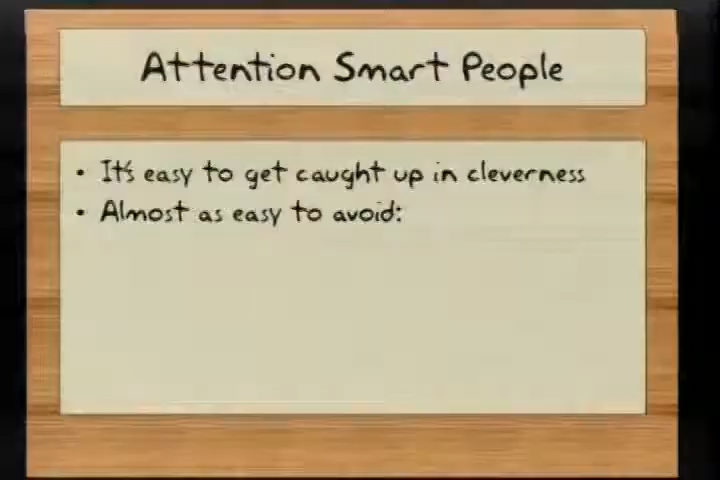 Attention Smart People
• It's easy to get caught up in cleverness
• Almost as easy to avoid: